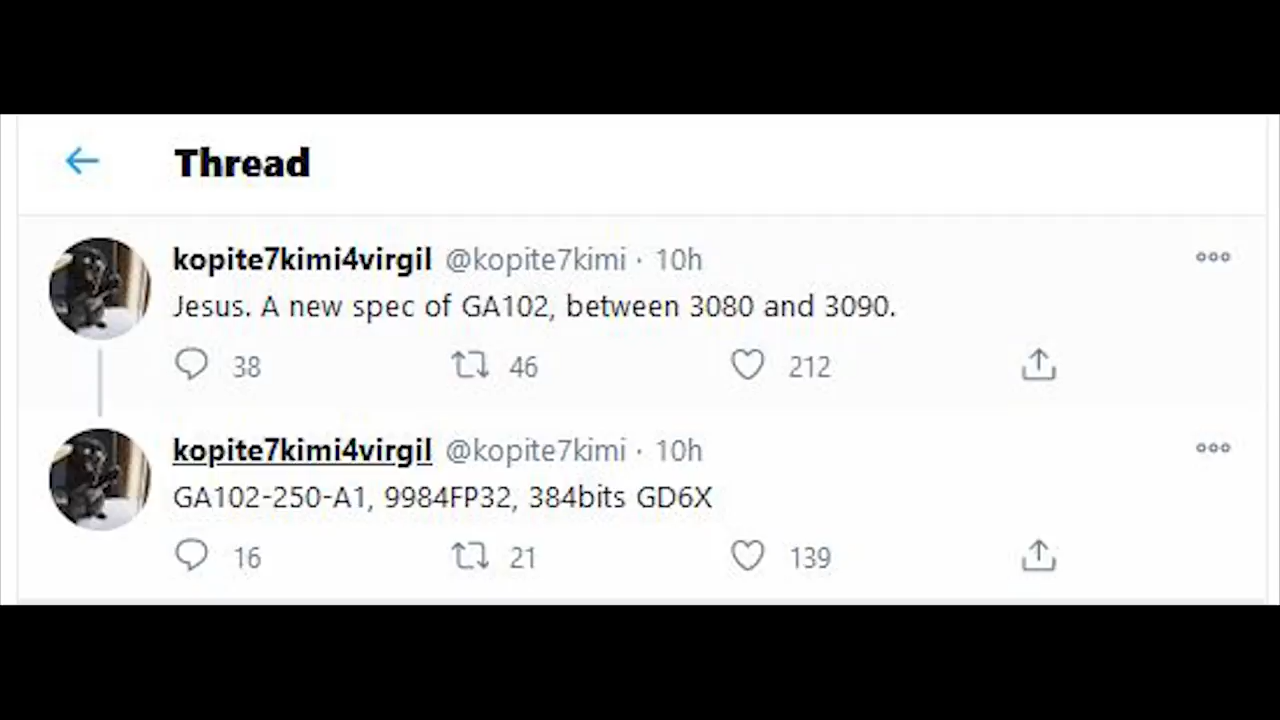 Thread
kopite7kimi4virgil @kopite7kimi · 10h
Jesus. A new spec of GA102, between 3080 and 3090.
38 46 212
kopite7kimi4virgil @kopite7kimi · 10h
GA102-250-A1, 9984FP32, 384bits GD6X
16 21 139